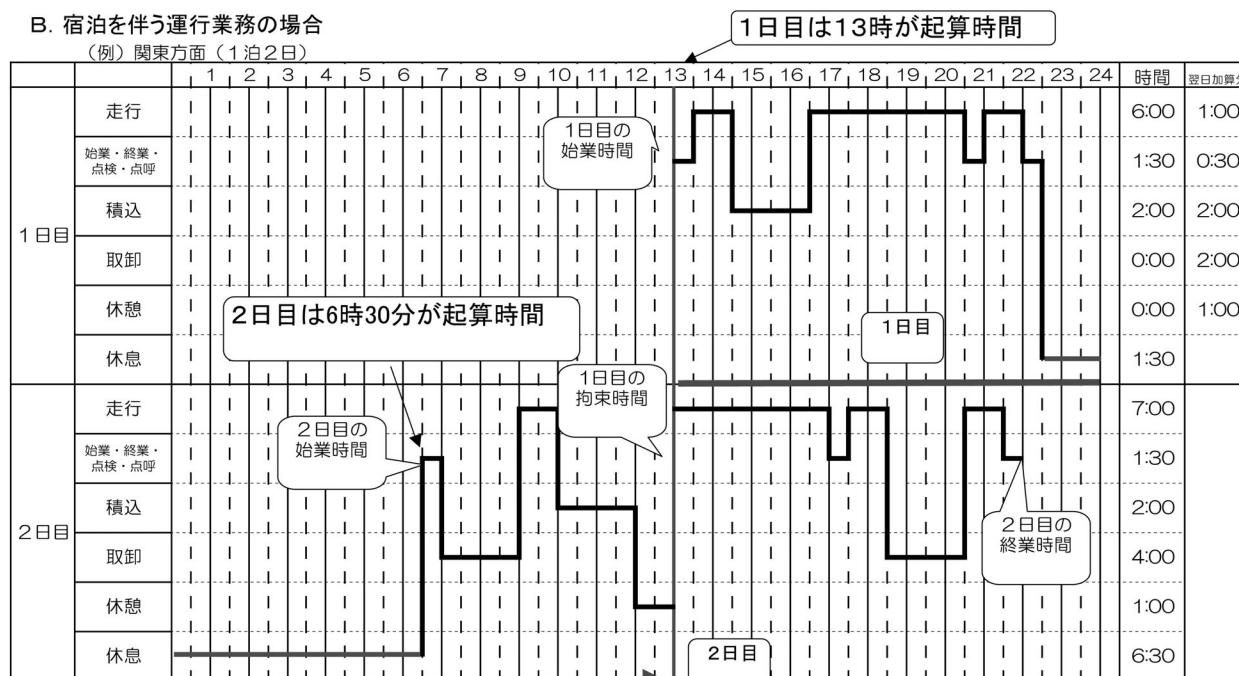 B. 宿泊を伴う運行業務の場合
(例)関東方面(1泊2日)
1日目は13時が起算時間
1 2 3 4 5 6 7 8 9 10 11 12 13 14 15 16 17 18 19 20 21 22 23 24 時間 翌日加算分
1日目
走行 6:00 1:00
始業・終業・
点検・点呼 1:30 0:30
積込 2:00 2:00
取卸 0:00 2:00
休憩 0:00 1:00
休息 1:30
1日目の
始業時間
2日目は6時30分が起算時間
1日目
1日目の
拘束時間
2日目
走行 7:00
始業・終業・
点検・点呼 1:30
積込 2:00
取卸 4:00
休憩 1:00
休息 6:30
2日目の
始業時間
2日目の
終業時間
2日目